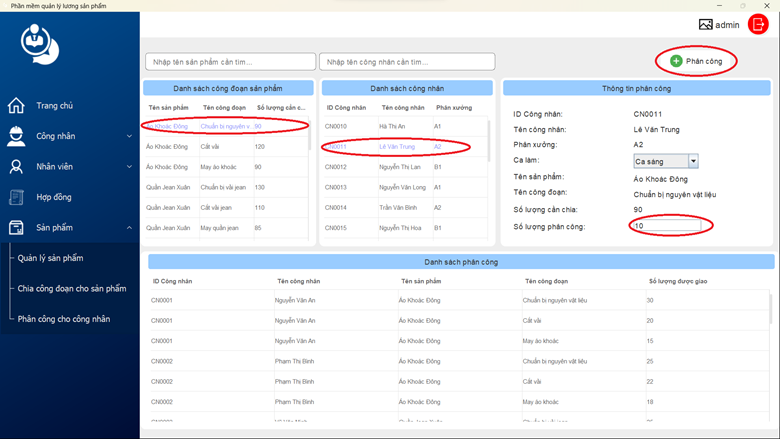 Phần mềm quản lý lương sản phẩm
admin
Nhập tên sản phẩm cần tìm...
Nhập tên công nhân cần tìm...
Phân công
Trang chủ
Công nhân
Nhân viên
Hợp đồng
Sản phẩm
Quản lý sản phẩm
Chia công đoạn cho sản phẩm
Phân công cho công nhân
Danh sách công đoạn sản phẩm
Tên sản phẩm Tên công đoạn Số lượng cần c...
Áo Khoác Đông Chuẩn bị nguyên v... 90
Áo Khoác Đông Cắt vải 120
Áo Khoác Đông May áo khoác 90
Quần Jean Xuân Chuẩn bị vải jean 130
Quần Jean Xuân Cắt vải jean 110
Quần Jean Xuân May quần jean 85
Danh sách công nhân
ID Công nhân Tên công nhân Phân xưởng
CN0010 Hà Thị An A1
CN0011 Lê Văn Trung A2
CN0012 Nguyễn Thị Lan B1
CN0013 Nguyễn Văn Long A1
CN0014 Trần Văn Bình A2
CN0015 Nguyễn Thị Hoa B1
Thông tin phân công
ID Công nhân: CN0011
Tên công nhân: Lê Văn Trung
Phân xưởng: A2
Ca làm: Ca sáng
Tên sản phẩm: Áo Khoác Đông
Tên công đoạn: Chuẩn bị nguyên vật liệu
Số lượng cần chia: 90
Số lượng phân công: 10
Danh sách phân công
ID Công nhân Tên công nhân Tên sản phẩm Tên công đoạn Số lượng được giao
CN0001 Nguyễn Văn An Áo Khoác Đông Chuẩn bị nguyên vật liệu 30
CN0001 Nguyễn Văn An Áo Khoác Đông Cắt vải 20
CN0001 Nguyễn Văn An Áo Khoác Đông May áo khoác 15
CN0002 Phạm Thị Bình Áo Khoác Đông Chuẩn bị nguyên vật liệu 25
CN0002 Phạm Thị Bình Áo Khoác Đông Cắt vải 22
CN0002 Phạm Thị Bình Áo Khoác Đông May áo khoác 18